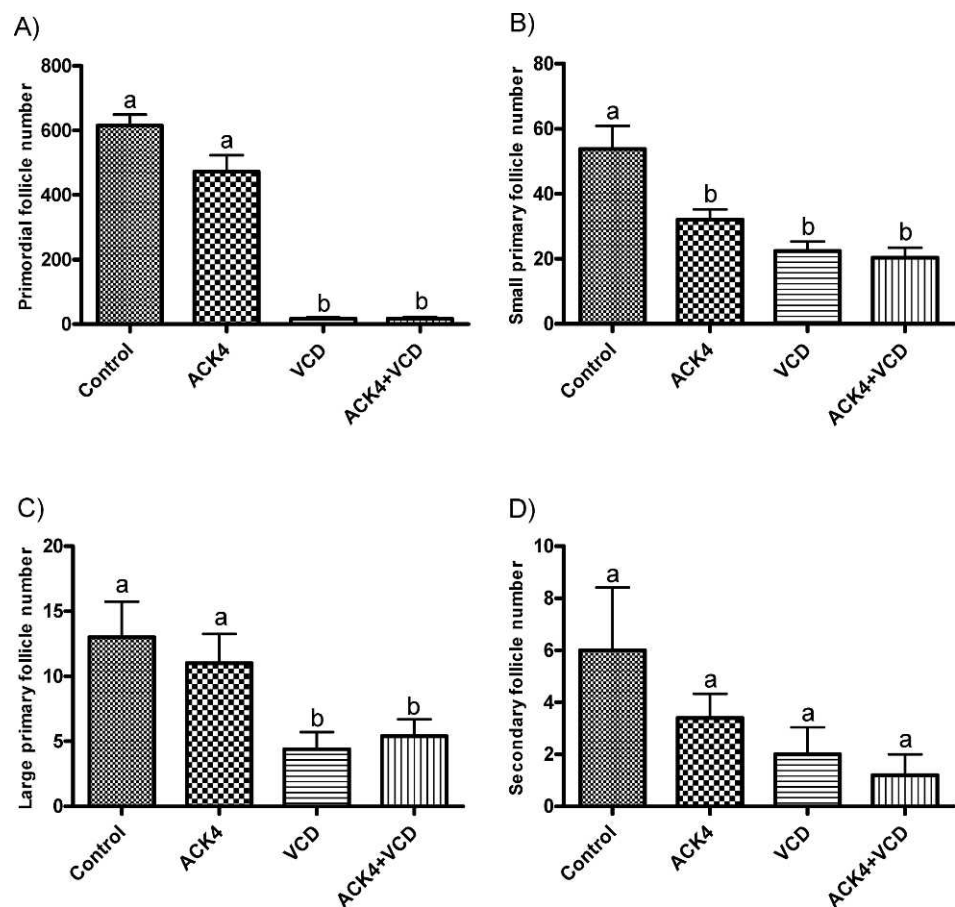 A)
Primordial follicle number
800
600
400
200
0
a
a
b
b
Control
ACK4
VCD
ACK4+VCD
B)
Small primary follicle number
80
60
40
20
0
a
b
b
b
Control
ACK4
VCD
ACK4+VCD
C)
Large primary follicle number
20
15
10
5
0
a
a
b
b
Control
ACK4
VCD
ACK4+VCD
D)
Secondary follicle number
10
8
6
4
2
0
a
a
a
a
Control
ACK4
VCD
ACK4+VCD